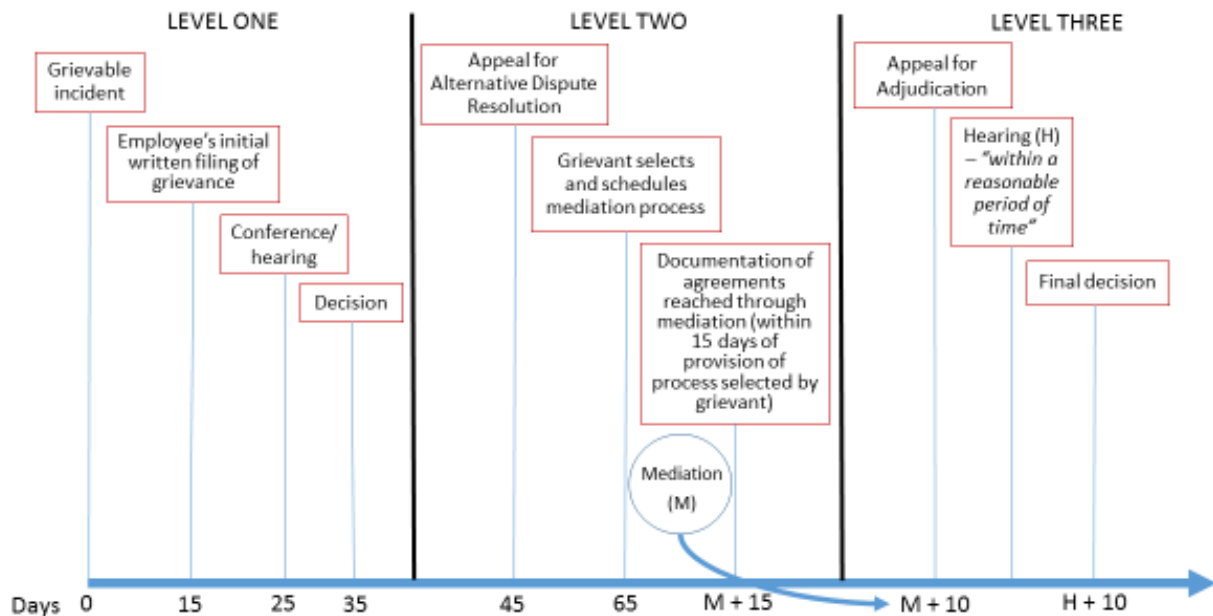 LEVEL ONE
Grievable
incident
Employee's initial
written filing of
grievance
Conference/
hearing
Decision
LEVEL TWO
Appeal for
Alternative Dispute
Resolution
Grievant selects
and schedules
mediation process
Documentation of
agreements
reached through
mediation (within
15 days of
provision of
process selected by
grievant)
Mediation
(M)
LEVEL THREE
Appeal for
Adjudication
Hearing (H)
– "within a
reasonable
period of
time"
Final decision
Days 0 15 25 35 45 65 M + 15 M + 10 H + 10